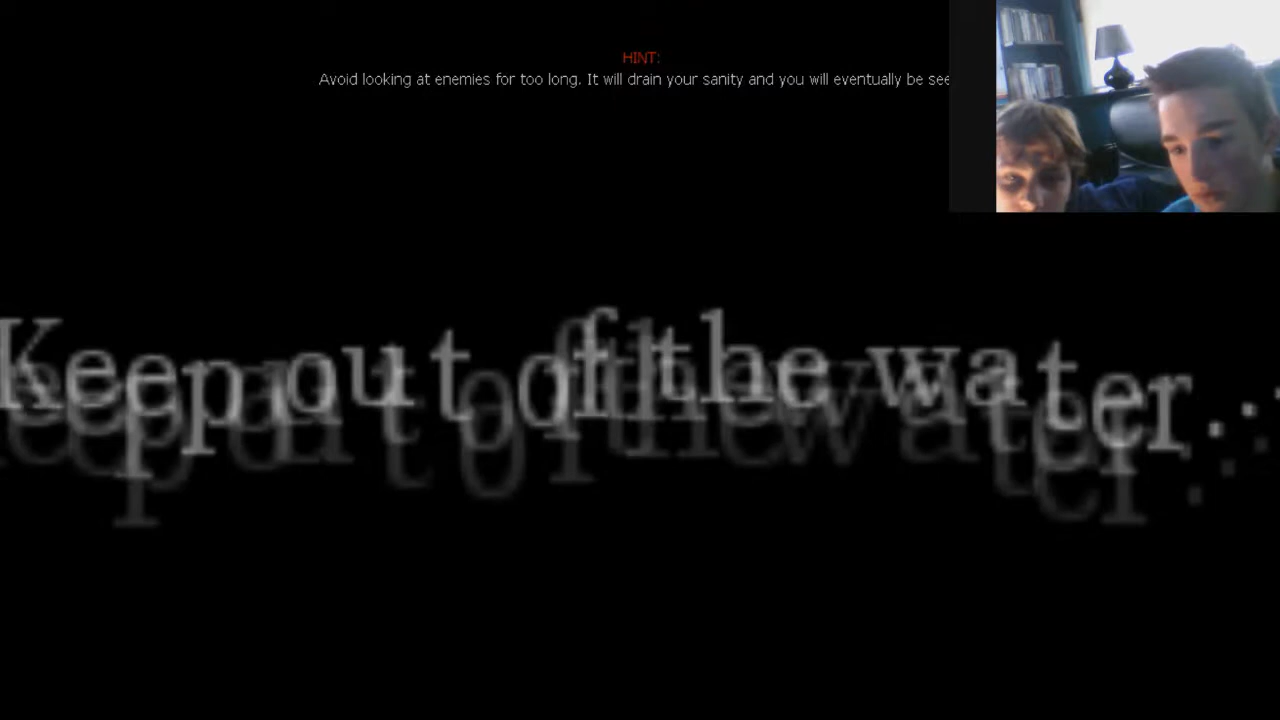 HINT:
Avoid looking at enemies for too long. It will drain your sanity and you will eventually be see
Keep out of the water...